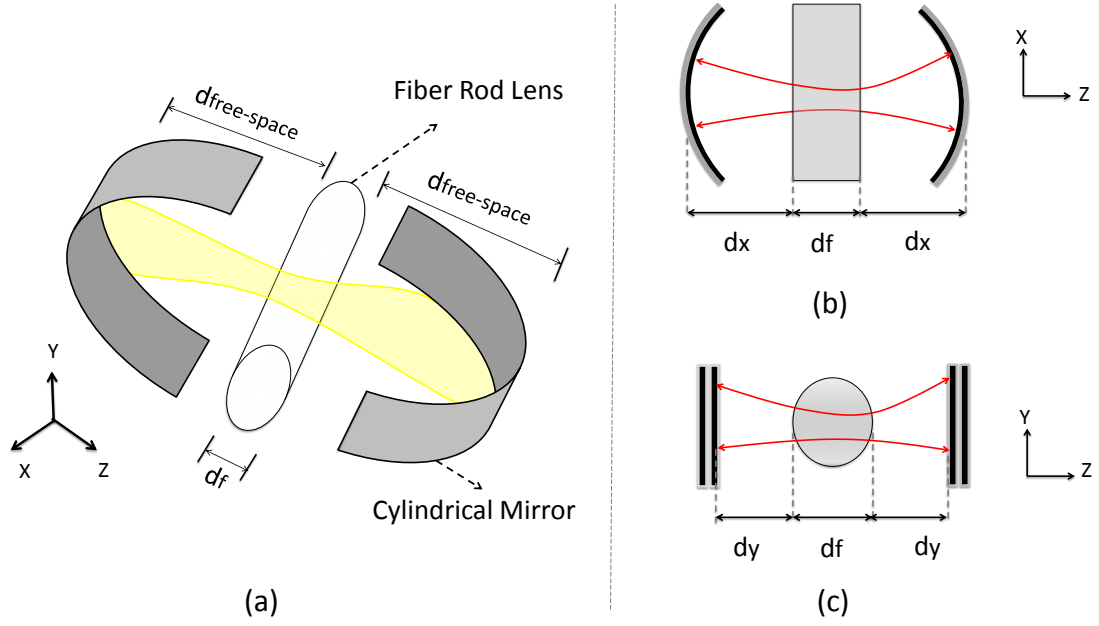 Fiber Rod Lens
dfree-space
dfree-space
Y
X
Z
df
Cylindrical Mirror
(a)
X
Z
dx
df
dx
(b)
Y
Z
dy
df
dy
(c)